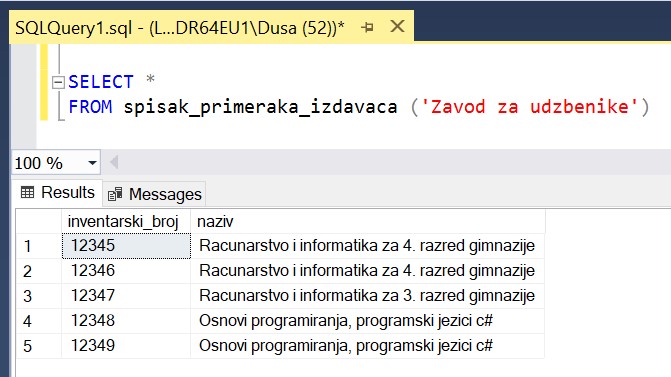 SQLQuery1.sql - (L...DR64EU1\Dusa (52))*
SELECT *
FROM spisak_primeraka_izdavaca ('Zavod za udzbenike')
100 %
Results Messages
inventarski_broj naziv
1 12345 Racunarstvo i informatika za 4. razred gimnazije
2 12346 Racunarstvo i informatika za 4. razred gimnazije
3 12347 Racunarstvo i informatika za 3. razred gimnazije
4 12348 Osnovi programiranja, programski jezici c#
5 12349 Osnovi programiranja, programski jezici c#